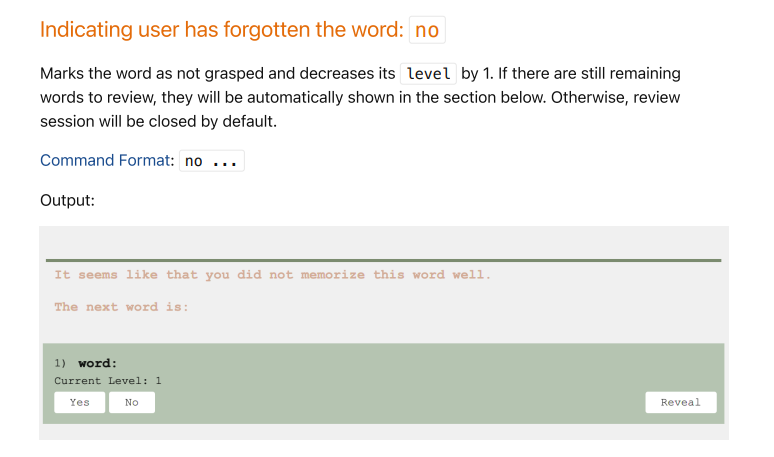 Indicating user has forgotten the word: no
Marks the word as not grasped and decreases its level by 1. If there are still remaining
words to review, they will be automatically shown in the section below. Otherwise, review
session will be closed by default.
Command Format: no ...
Output:
It seems like that you did not memorize this word well.
The next word is:
1) word:
Current Level: 1
Yes No Reveal